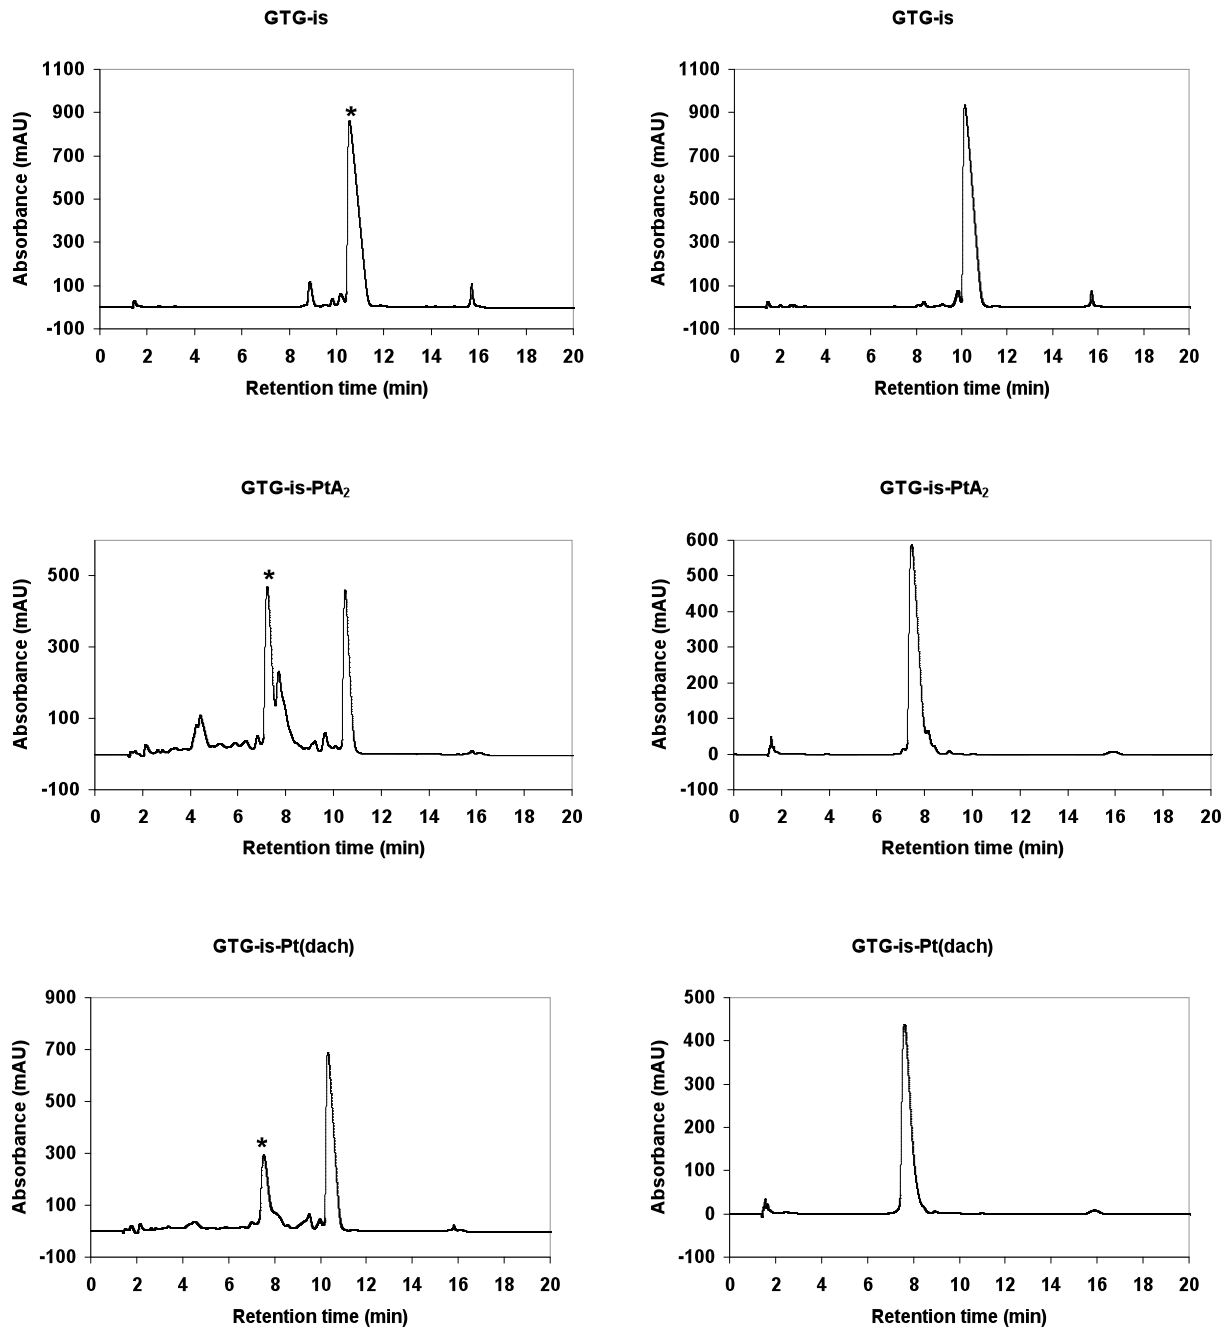 GTG-is
1100
900
700
500
300
100
-100
Absorbance (mAU)
*
0 2 4 6 8 10 12 14 16 18 20
Retention time (min)
GTG-is
1100
900
700
500
300
100
-100
Absorbance (mAU)
0 2 4 6 8 10 12 14 16 18 20
Retention time (min)
GTG-is-PtA₂
500
300
100
-100
Absorbance (mAU)
*
0 2 4 6 8 10 12 14 16 18 20
Retention time (min)
GTG-is-PtA₂
600
500
400
300
200
100
0
-100
Absorbance (mAU)
0 2 4 6 8 10 12 14 16 18 20
Retention time (min)
GTG-is-Pt(dach)
900
700
500
300
100
-100
Absorbance (mAU)
*
0 2 4 6 8 10 12 14 16 18 20
Retention time (min)
GTG-is-Pt(dach)
500
400
300
200
100
0
-100
Absorbance (mAU)
0 2 4 6 8 10 12 14 16 18 20
Retention time (min)